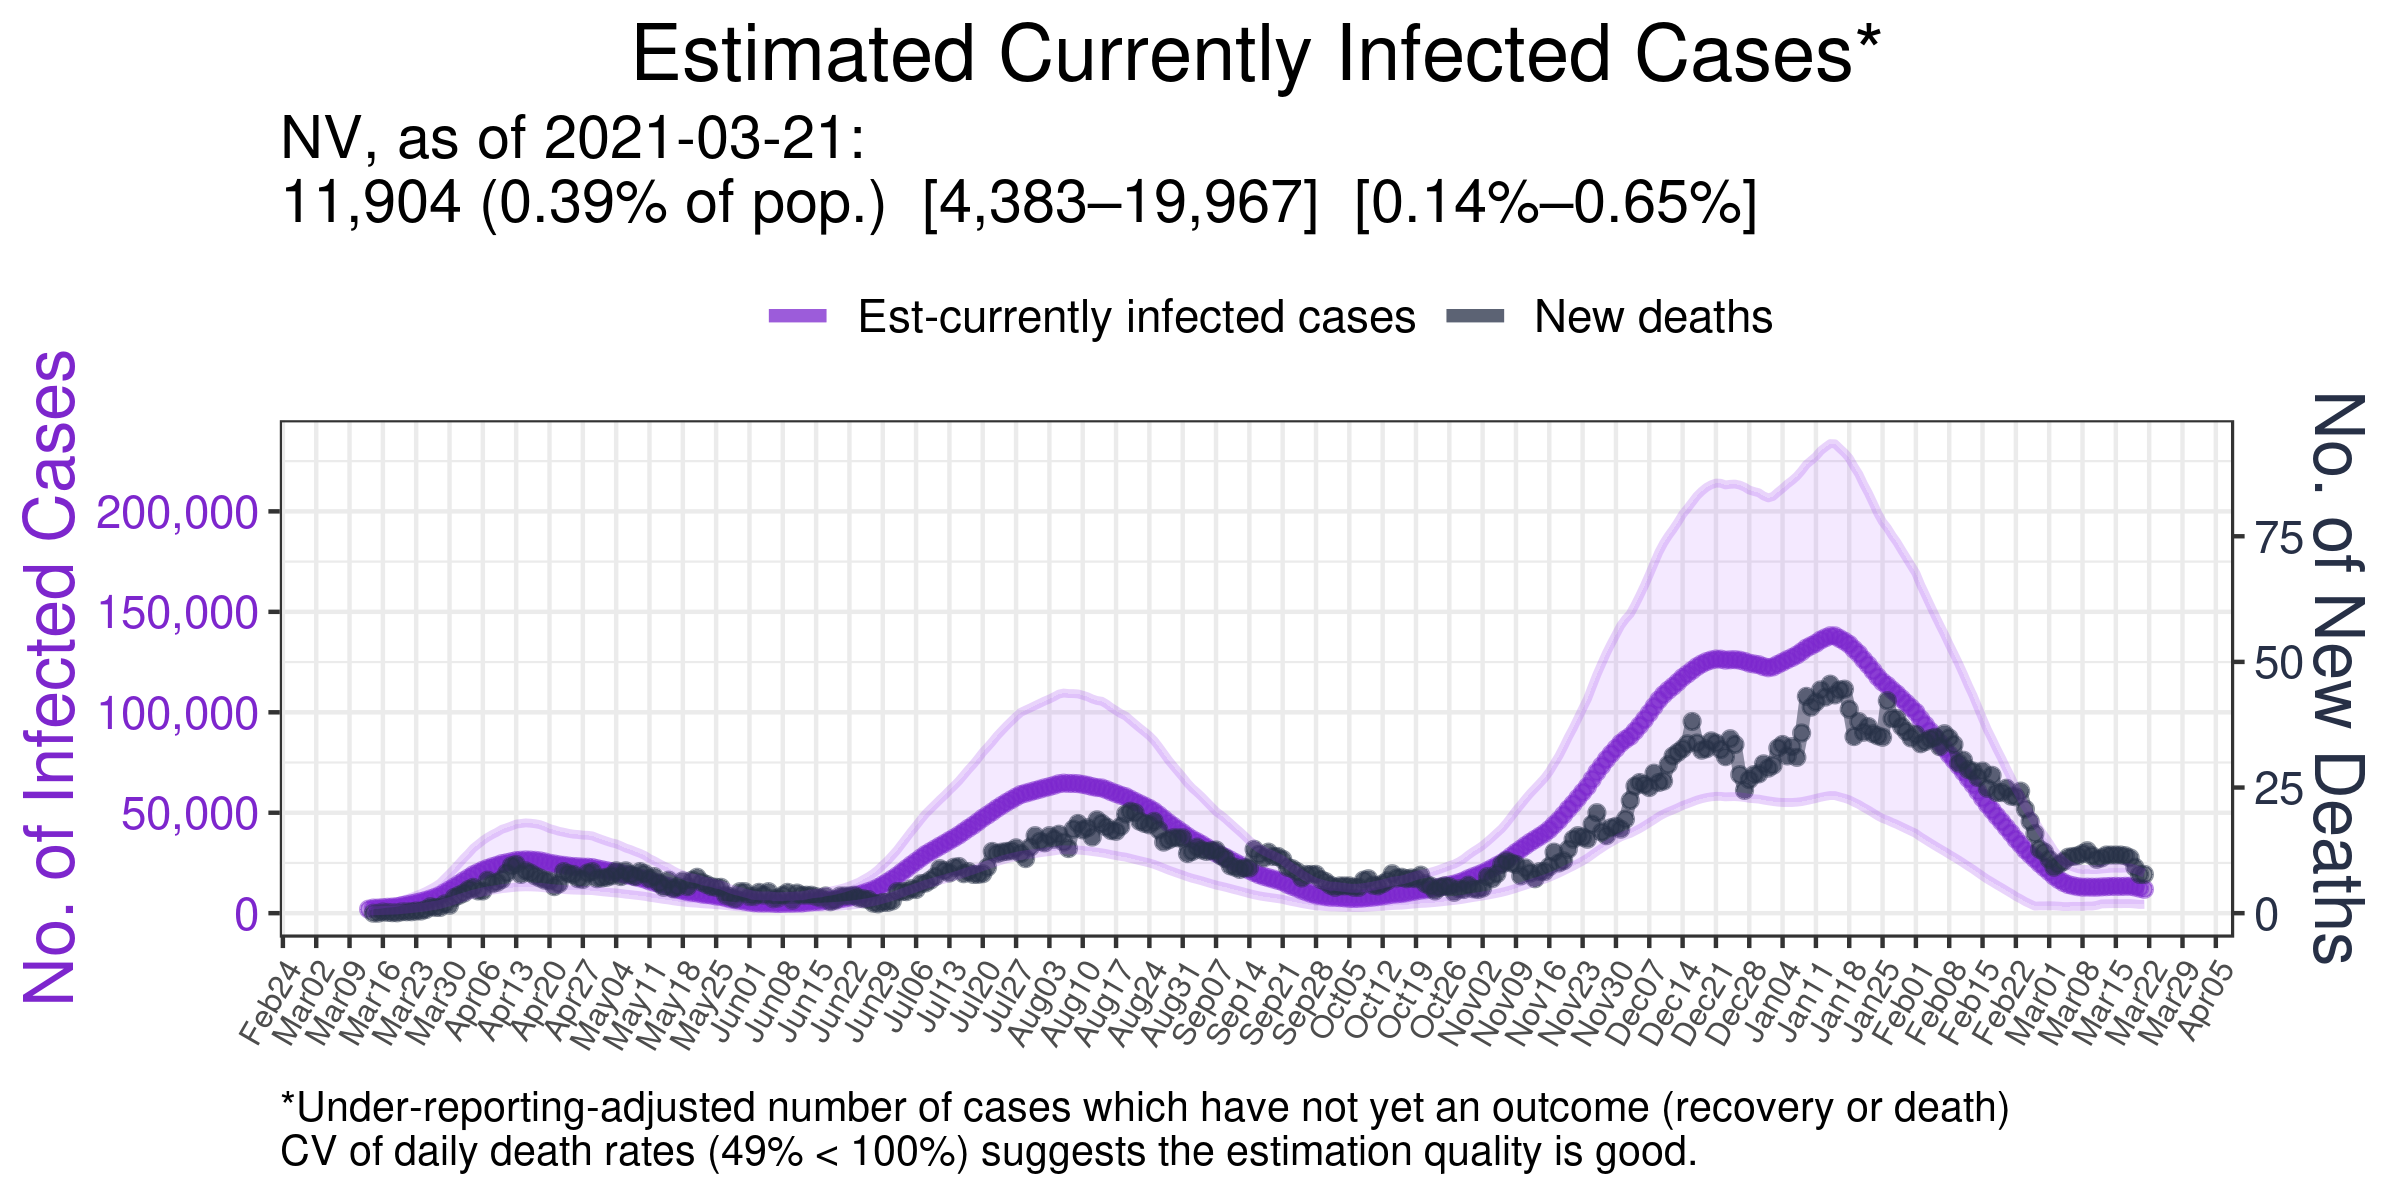 Estimated Currently Infected Cases*
NV, as of 2021-03-21:
11,904 (0.39% of pop.)  [4,383–19,967]  [0.14%–0.65%]
Est-currently infected cases
New deaths
No. of Infected Cases
200,000
150,000
100,000
50,000
0
75
50
25
0
No. of New Deaths
Feb24
Mar02
Mar09
Mar16
Mar23
Mar30
Apr06
Apr13
Apr20
Apr27
May04
May11
May18
May25
Jun01
Jun08
Jun15
Jun22
Jun29
Jul06
Jul13
Jul20
Jul27
Aug03
Aug10
Aug17
Aug24
Aug31
Sep07
Sep14
Sep21
Sep28
Oct05
Oct12
Oct19
Oct26
Nov02
Nov09
Nov16
Nov23
Nov30
Dec07
Dec14
Dec21
Dec28
Jan04
Jan11
Jan18
Jan25
Feb01
Feb08
Feb15
Feb22
Mar01
Mar08
Mar15
Mar22
Mar29
Apr05
*Under-reporting-adjusted number of cases which have not yet an outcome (recovery or death)
CV of daily death rates (49% < 100%) suggests the estimation quality is good.